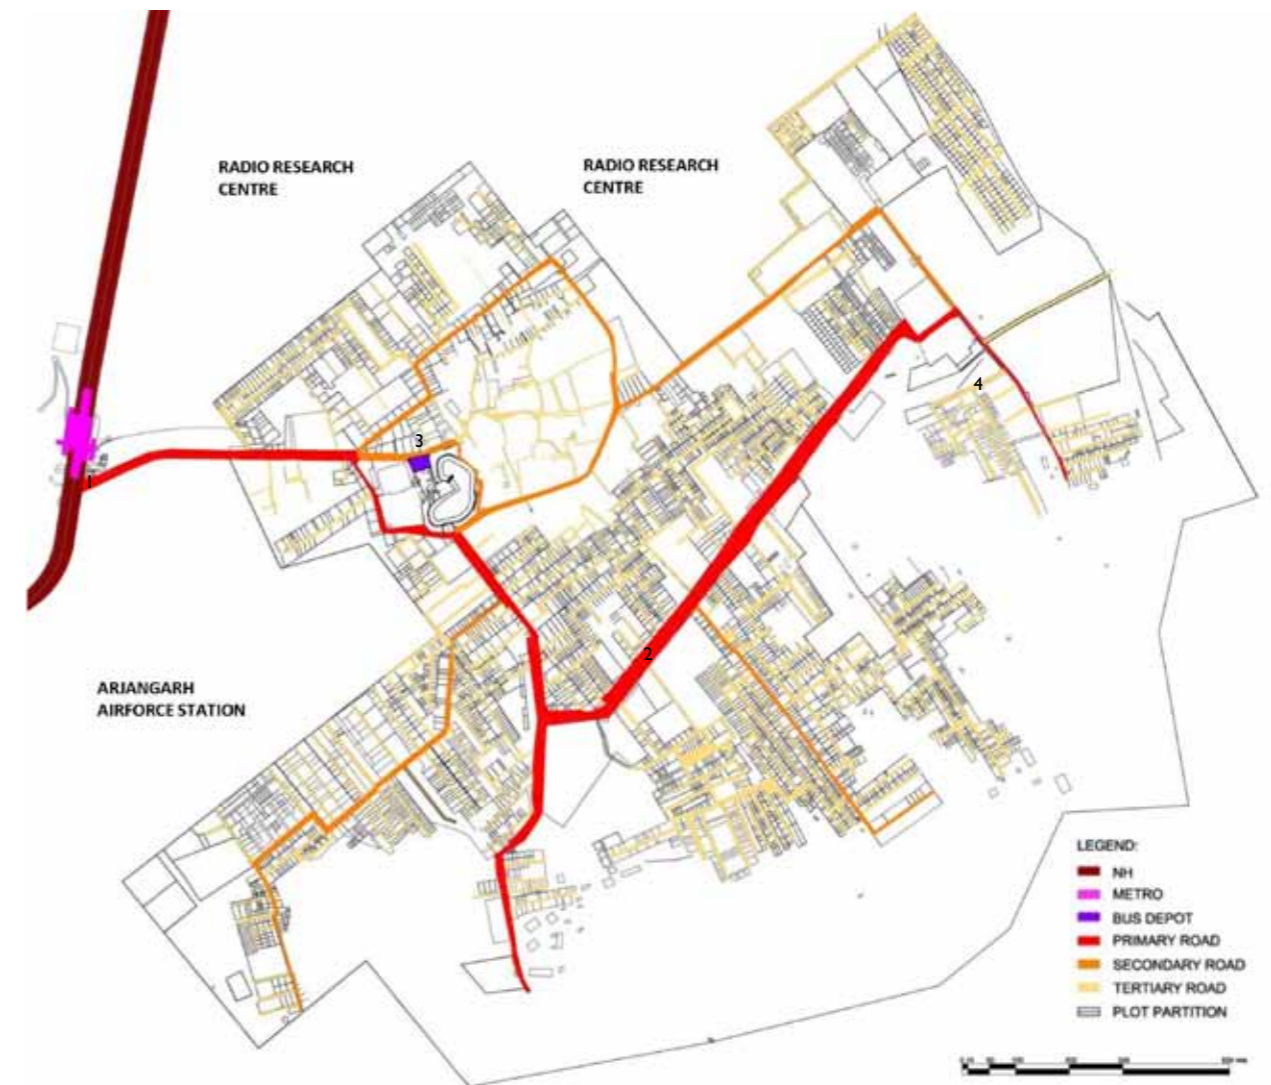 RADIO RESEARCH
CENTRE
RADIO RESEARCH
CENTRE
4
3
1
2
ARJANGARH
AIRFORCE STATION
LEGEND:
NH
METRO
BUS DEPOT
PRIMARY ROAD
SECONDARY ROAD
TERTIARY ROAD
PLOT PARTITION